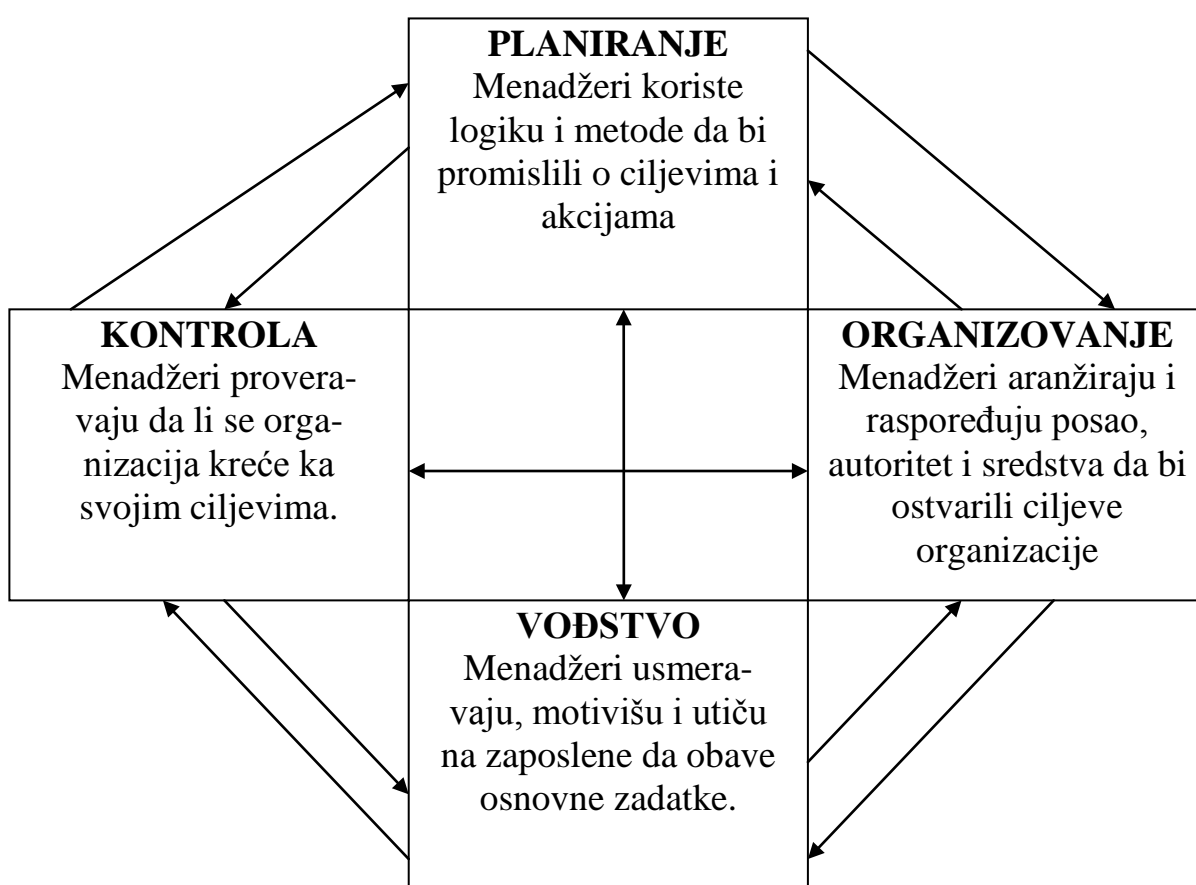 PLANIRANJE
Menadžeri koriste
logiku i metode da bi
promislili o ciljevima i
akcijama
KONTROLA
Menadžeri provera-
vaju da li se orga-
nizacija kreće ka
svojim ciljevima.
ORGANIZOVANJE
Menadžeri aranžiraju i
raspoređuju posao,
autoritet i sredstva da bi
ostvarili ciljeve
organizacije
VOĐSTVO
Menadžeri usmera-
vaju, motivišu i utiču
na zaposlene da obave
osnovne zadatke.